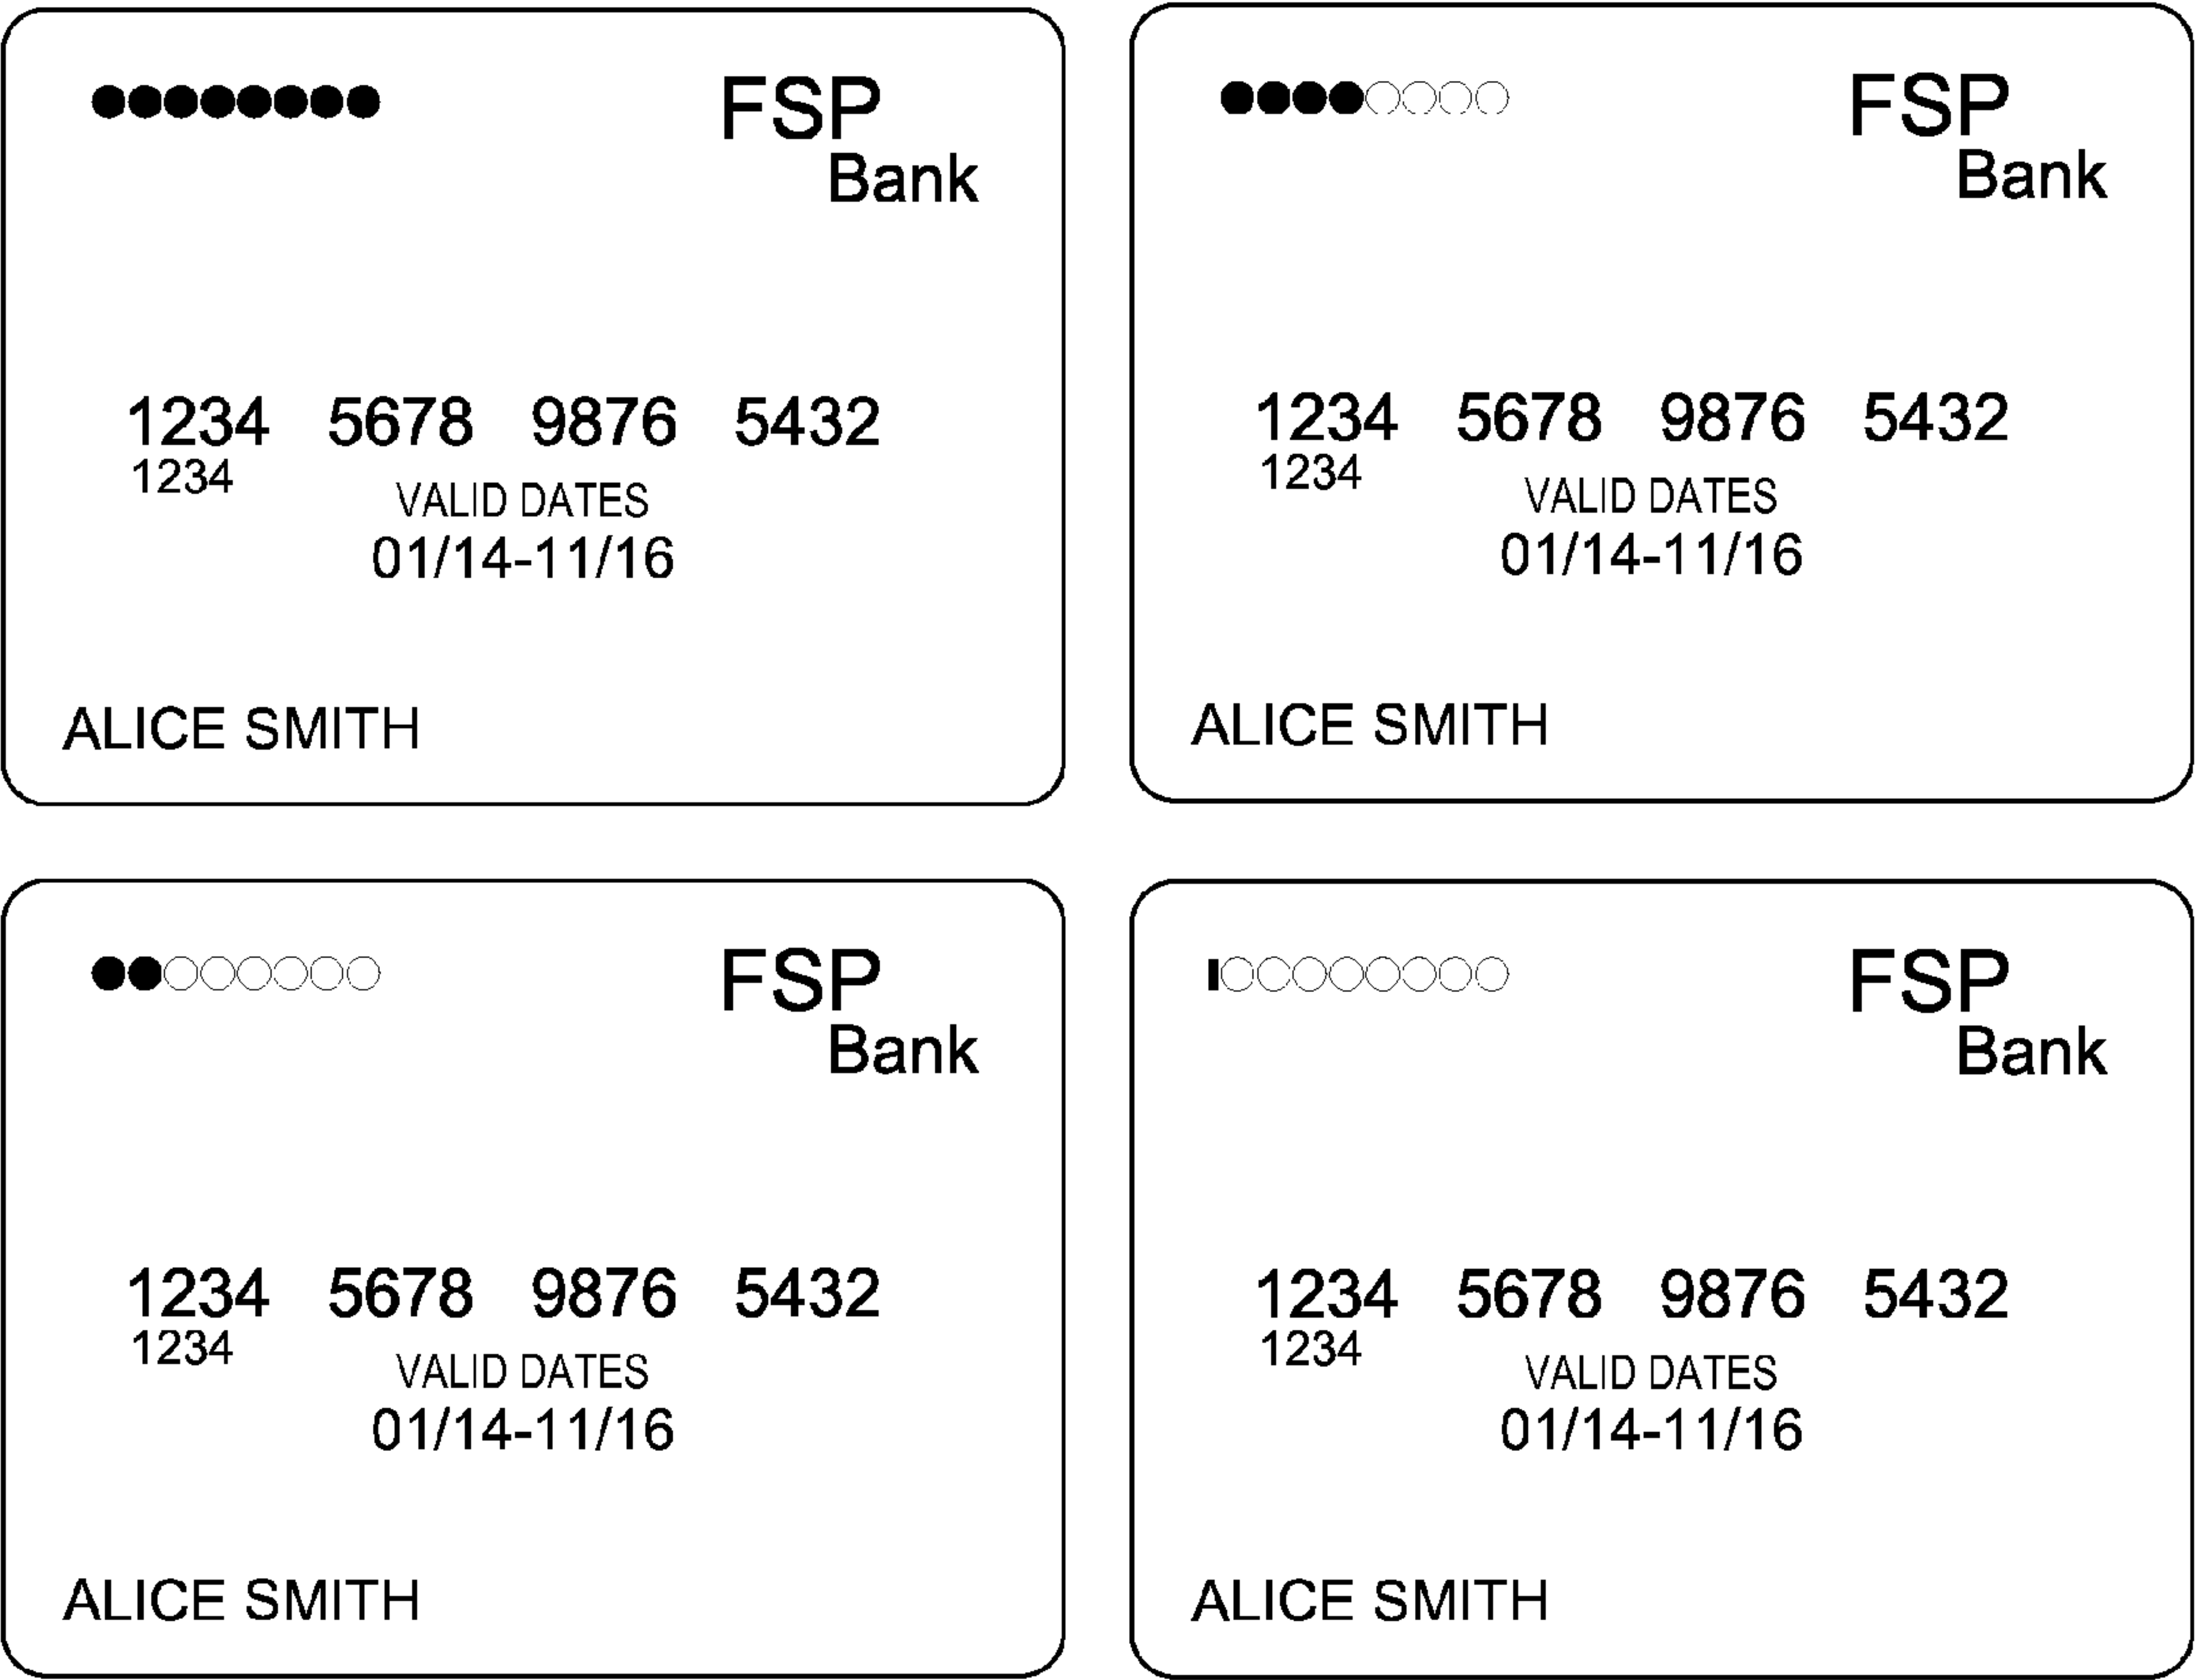 FSP
Bank
1234 5678 9876 5432
1234
VALID DATES
01/14-11/16
ALICE SMITH
FSP
Bank
1234 5678 9876 5432
1234
VALID DATES
01/14-11/16
ALICE SMITH
FSP
Bank
1234 5678 9876 5432
1234
VALID DATES
01/14-11/16
ALICE SMITH
FSP
Bank
1234 5678 9876 5432
1234
VALID DATES
01/14-11/16
ALICE SMITH